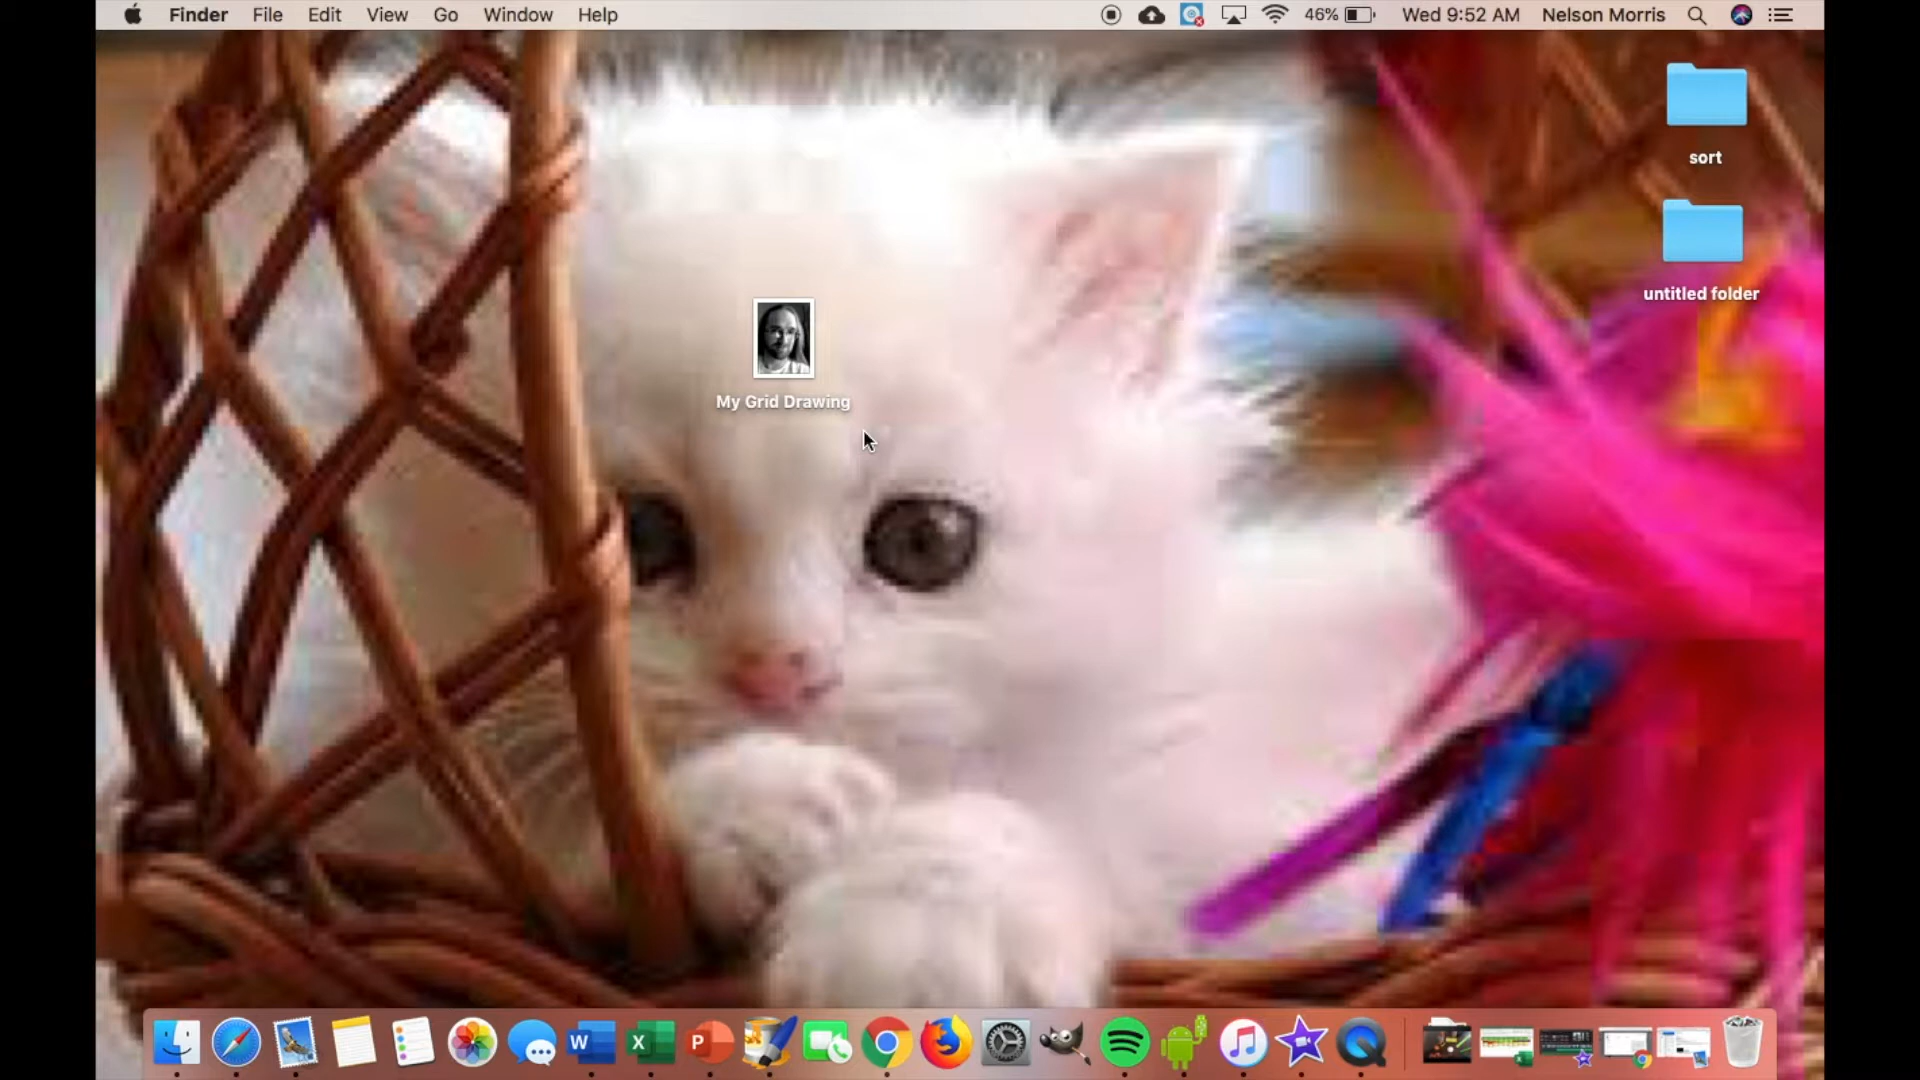 Finder File Edit View Go Window Help 46% Wed 9:52 AM Nelson Morris
sort
untitled folder
My Grid Drawing
W X P